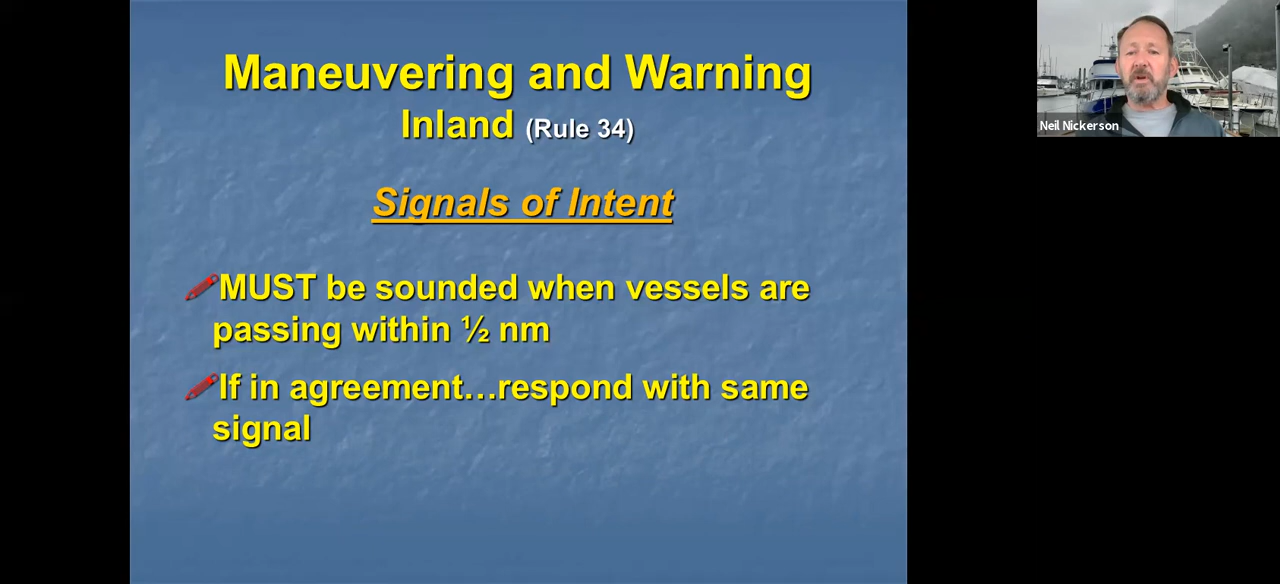 Maneuvering and Warning
Inland (Rule 34)
Signals of Intent
MUST be sounded when vessels are
passing within ½ nm
If in agreement…respond with same
signal
Neil Nickerson